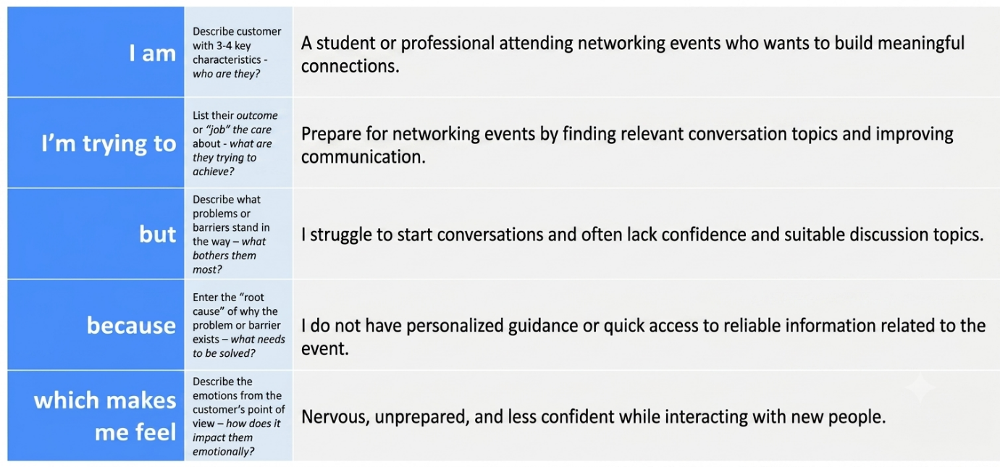 I am
Describe customer
with 3-4 key
characteristics -
who are they?
A student or professional attending networking events who wants to build meaningful
connections.
I'm trying to
List their outcome
or "job" the care
about - what are
they trying to
achieve?
Prepare for networking events by finding relevant conversation topics and improving
communication.
but
Describe what
problems or
barriers stand in
the way – what
bothers them
most?
I struggle to start conversations and often lack confidence and suitable discussion topics.
because
Enter the "root
cause" of why the
problem or barrier
exists – what needs
to be solved?
I do not have personalized guidance or quick access to reliable information related to the
event.
which makes
me feel
Describe the
emotions from the
customer's point of
view – how does it
impact them
emotionally?
Nervous, unprepared, and less confident while interacting with new people.